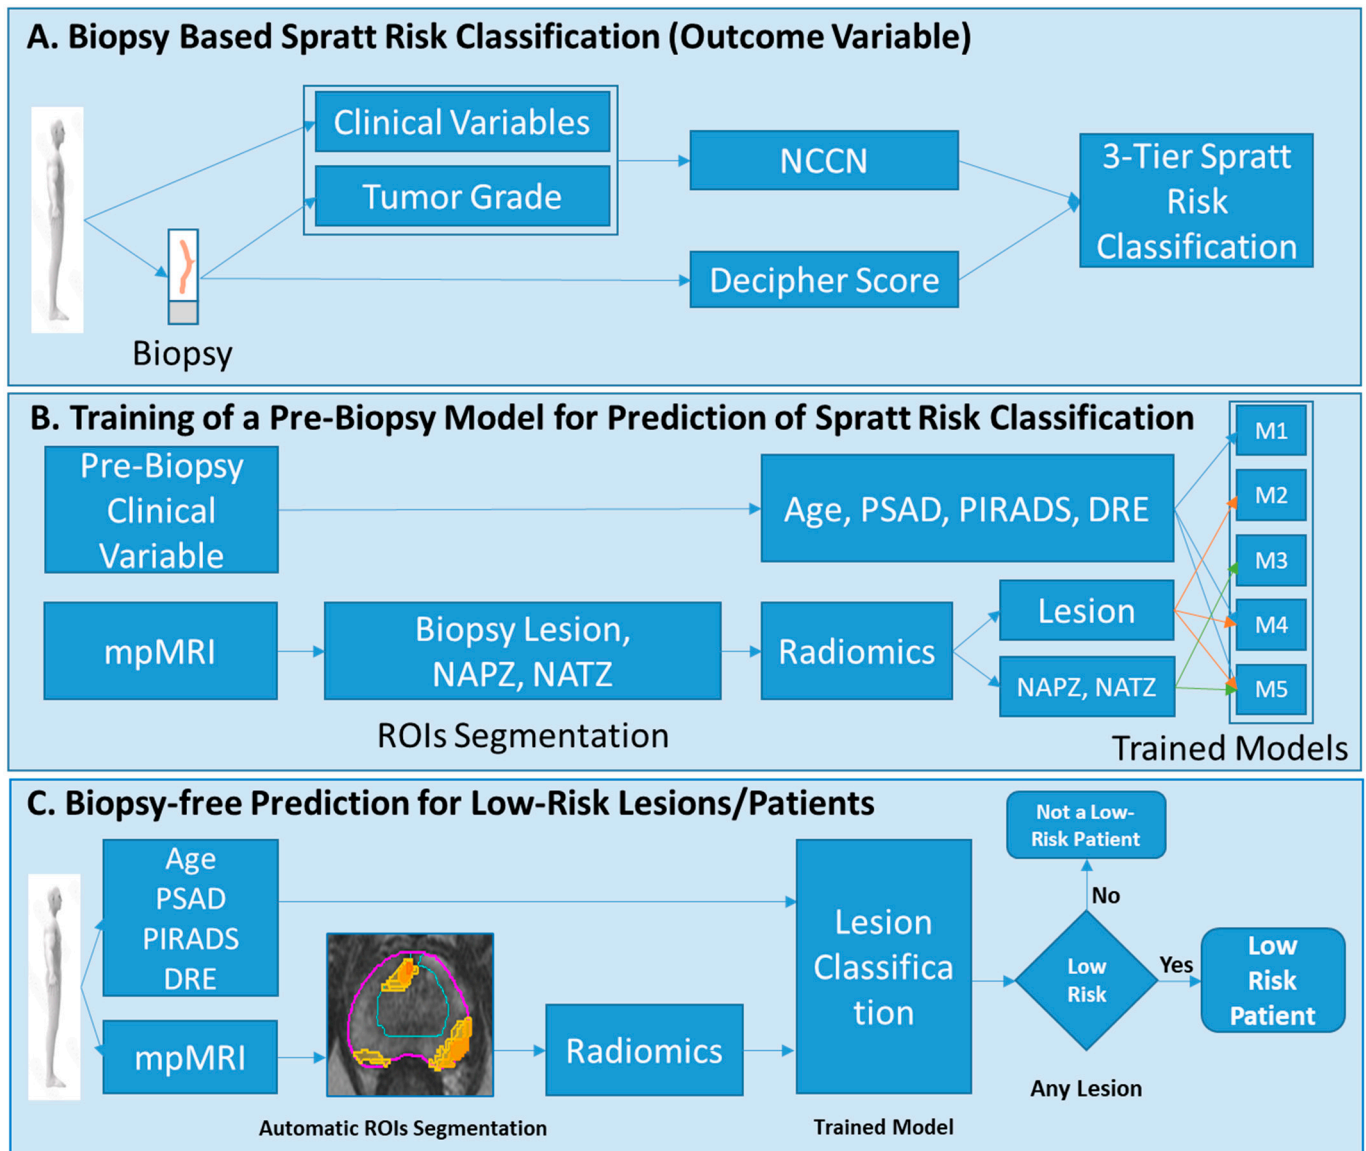 A. Biopsy Based Spratt Risk Classification (Outcome Variable)
Clinical Variables
Tumor Grade
NCCN
Decipher Score
3-Tier Spratt
Risk
Classification
Biopsy
B. Training of a Pre-Biopsy Model for Prediction of Spratt Risk Classification
Pre-Biopsy
Clinical
Variable
Age, PSAD, PIRADS, DRE
mpMRI
Biopsy Lesion,
NAPZ, NATZ
Radiomics
Lesion
NAPZ, NATZ
M1
M2
M3
M4
M5
ROIs Segmentation
Trained Models
C. Biopsy-free Prediction for Low-Risk Lesions/Patients
Age
PSAD
PIRADS
DRE
mpMRI
Radiomics
Lesion
Classifica
tion
Not a Low-
Risk Patient
No
Low
Risk
Yes
Low
Risk
Patient
Any Lesion
Automatic ROIs Segmentation
Trained Model